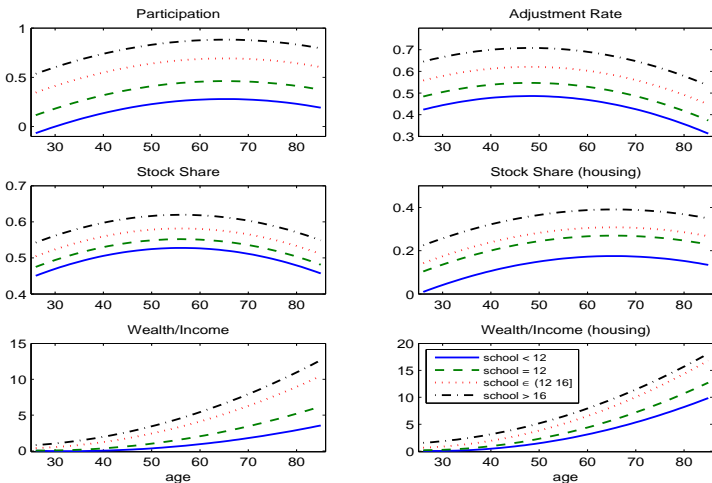 Participation
1
0.5
0
30 40 50 60 70 80
Adjustment Rate
0.7
0.6
0.5
0.4
0.3
30 40 50 60 70 80
Stock Share
0.7
0.6
0.5
0.4
30 40 50 60 70 80
Stock Share (housing)
0.4
0.2
0
30 40 50 60 70 80
Wealth/Income
15
10
5
0
30 40 50 60 70 80
age
Wealth/Income (housing)
20
15
10
5
0
school < 12
school = 12
school ∈ (12 16]
school > 16
30 40 50 60 70 80
age